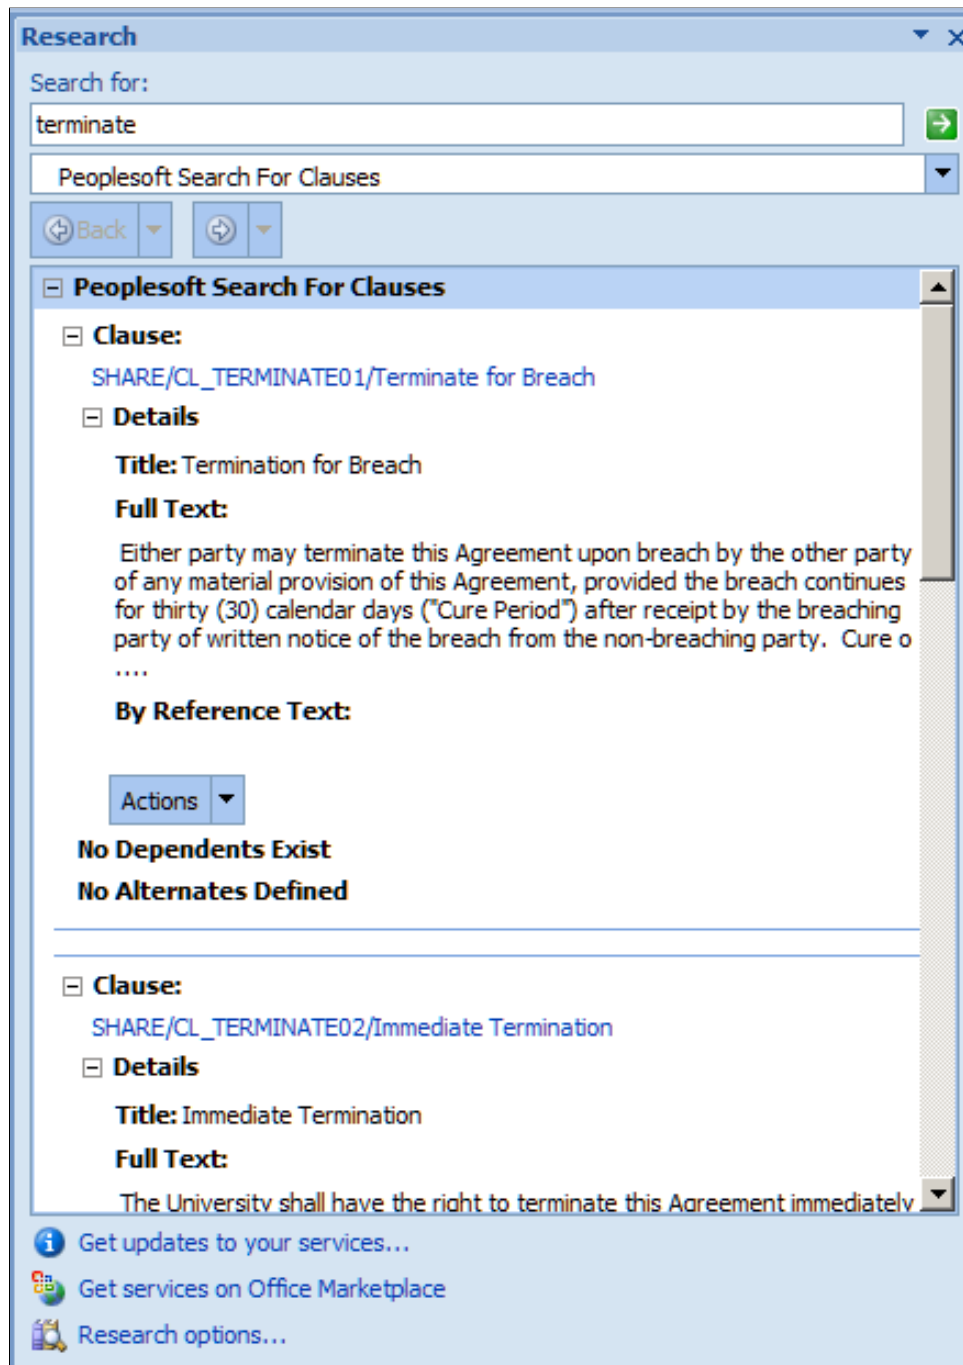 Research
Search for:
terminate
Peoplesoft Search For Clauses
Back
Peoplesoft Search For Clauses
Clause:
SHARE/CL_TERMINATE01/Terminate for Breach
Details
Title: Termination for Breach
Full Text:
Either party may terminate this Agreement upon breach by the other party
of any material provision of this Agreement, provided the breach continues
for thirty (30) calendar days ("Cure Period") after receipt by the breaching
party of written notice of the breach from the non-breaching party.  Cure o
....
By Reference Text:
Actions
No Dependents Exist
No Alternates Defined
Clause:
SHARE/CL_TERMINATE02/Immediate Termination
Details
Title: Immediate Termination
Full Text:
The University shall have the right to terminate this Agreement immediately
Get updates to your services...
Get services on Office Marketplace
Research options...